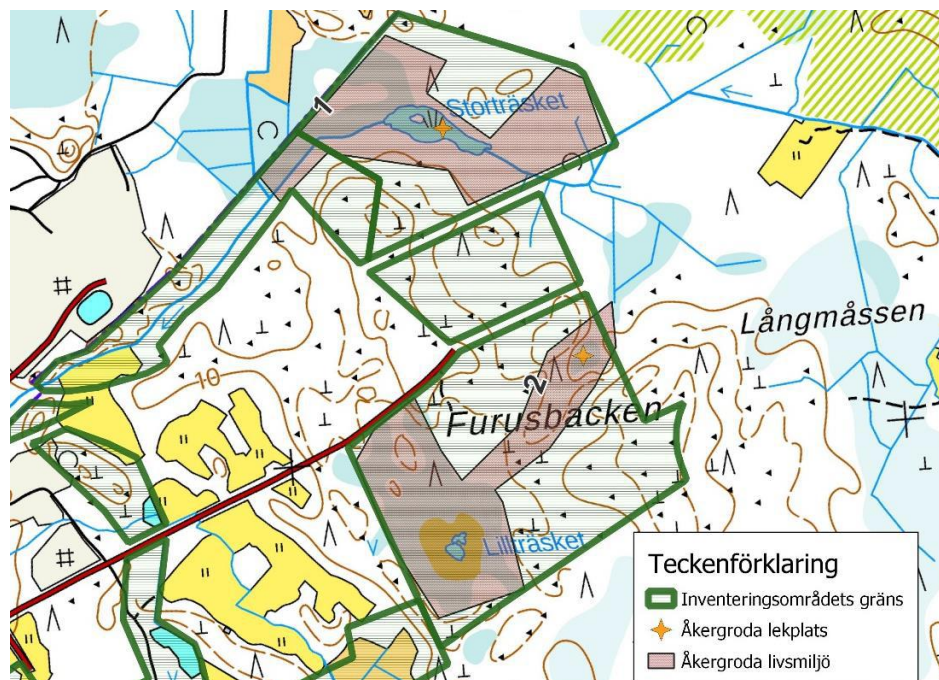 1
Storträsket
Långmåssen
10
2
Furusbacken
Lillträsket
Teckenförklaring
Inventeringsområdets gräns
Åkergroda lekplats
Åkergroda livsmiljö